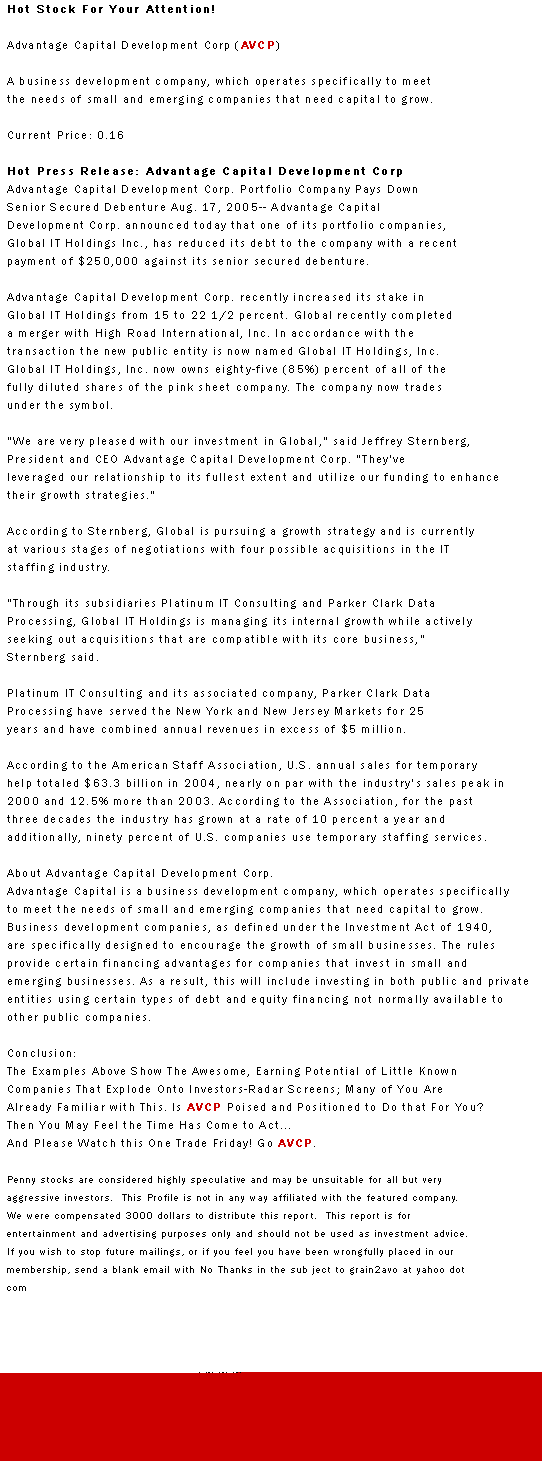 Hot Stock For Your Attention!
Advantage Capital Development Corp (AVCP)
A business development company, which operates specifically to meet
the needs of small and emerging companies that need capital to grow.
Current Price: 0.16
Hot Press Release: Advantage Capital Development Corp
Advantage Capital Development Corp. Portfolio Company Pays Down
Senior Secured Debenture Aug. 17, 2005-- Advantage Capital
Development Corp. announced today that one of its portfolio companies,
Global IT Holdings Inc., has reduced its debt to the company with a recent
payment of $250,000 against its senior secured debenture.
Advantage Capital Development Corp. recently increased its stake in
Global IT Holdings from 15 to 22 1/2 percent. Global recently completed
a merger with High Road International, Inc. In accordance with the
transaction the new public entity is now named Global IT Holdings, Inc.
Global IT Holdings, Inc. now owns eighty-five (85%) percent of all of the
fully diluted shares of the pink sheet company. The company now trades
under the symbol.
"We are very pleased with our investment in Global," said Jeffrey Sternberg,
President and CEO Advantage Capital Development Corp. "They've
leveraged our relationship to its fullest extent and utilize our funding to enhance
their growth strategies."
According to Sternberg, Global is pursuing a growth strategy and is currently
at various stages of negotiations with four possible acquisitions in the IT
staffing industry.
"Through its subsidiaries Platinum IT Consulting and Parker Clark Data
Processing, Global IT Holdings is managing its internal growth while actively
seeking out acquisitions that are compatible with its core business,"
Sternberg said.
Platinum IT Consulting and its associated company, Parker Clark Data
Processing have served the New York and New Jersey Markets for 25
years and have combined annual revenues in excess of $5 million.
According to the American Staff Association, U.S. annual sales for temporary
help totaled $63.3 billion in 2004, nearly on par with the industry's sales peak in
2000 and 12.5% more than 2003. According to the Association, for the past
three decades the industry has grown at a rate of 10 percent a year and
additionally, ninety percent of U.S. companies use temporary staffing services.
About Advantage Capital Development Corp.
Advantage Capital is a business development company, which operates specifically
to meet the needs of small and emerging companies that need capital to grow.
Business development companies, as defined under the Investment Act of 1940,
are specifically designed to encourage the growth of small businesses. The rules
provide certain financing advantages for companies that invest in small and
emerging businesses. As a result, this will include investing in both public and private
entities using certain types of debt and equity financing not normally available to
other public companies.
Conclusion:
The Examples Above Show The Awesome, Earning Potential of Little Known
Companies That Explode Onto Investors-Radar Screens; Many of You Are
Already Familiar with This. Is AVCP Poised and Positioned to Do that For You?
Then You May Feel the Time Has Come to Act...
And Please Watch this One Trade Friday! Go AVCP.
Penny stocks are considered highly speculative and may be unsuitable for all but very
aggressive investors. This Profile is not in any way affiliated with the featured company.
We were compensated 3000 dollars to distribute this report. This report is for
entertainment and advertising purposes only and should not be used as investment advice.
If you wish to stop future mailings, or if you feel you have been wrongfully placed in our
membership, send a blank email with No Thanks in the sub ject to grain2avo at yahoo dot
com